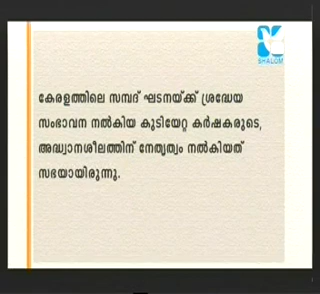 SHALOM
കേരളത്തിലെ സമ്പദ് ഘടനയ്ക്ക് ശ്രദ്ധേയ
സംഭാവന നൽകിയ കുടിയേറ്റ കർഷകരുടെ,
അദ്ധ്വാനശീലത്തിന് നേതൃത്വം നൽകിയത്
സഭയായിരുന്നു.